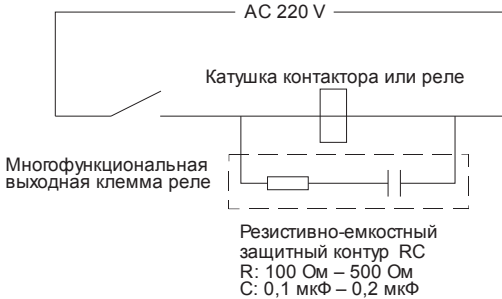 AC 220 V
Катушка контактора или реле
Многофункциональная
выходная клемма реле
Резистивно-емкостный
защитный контур RC
R: 100 Ом – 500 Ом
C: 0,1 мкФ – 0,2 мкФ